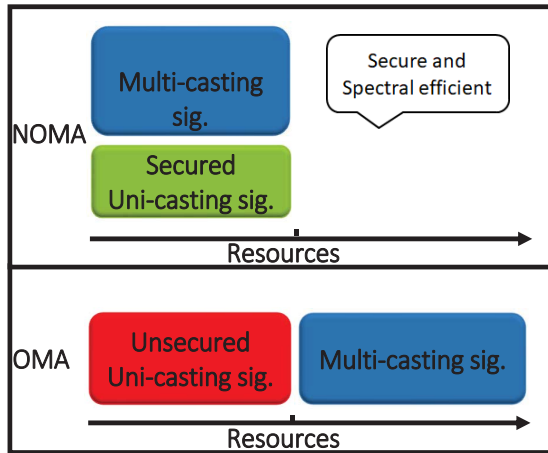 Multi-casting
sig.
Secure and
Spectral efficient
NOMA
Secured
Uni-casting sig.
Resources
OMA
Unsecured
Uni-casting sig.
Multi-casting sig.
Resources